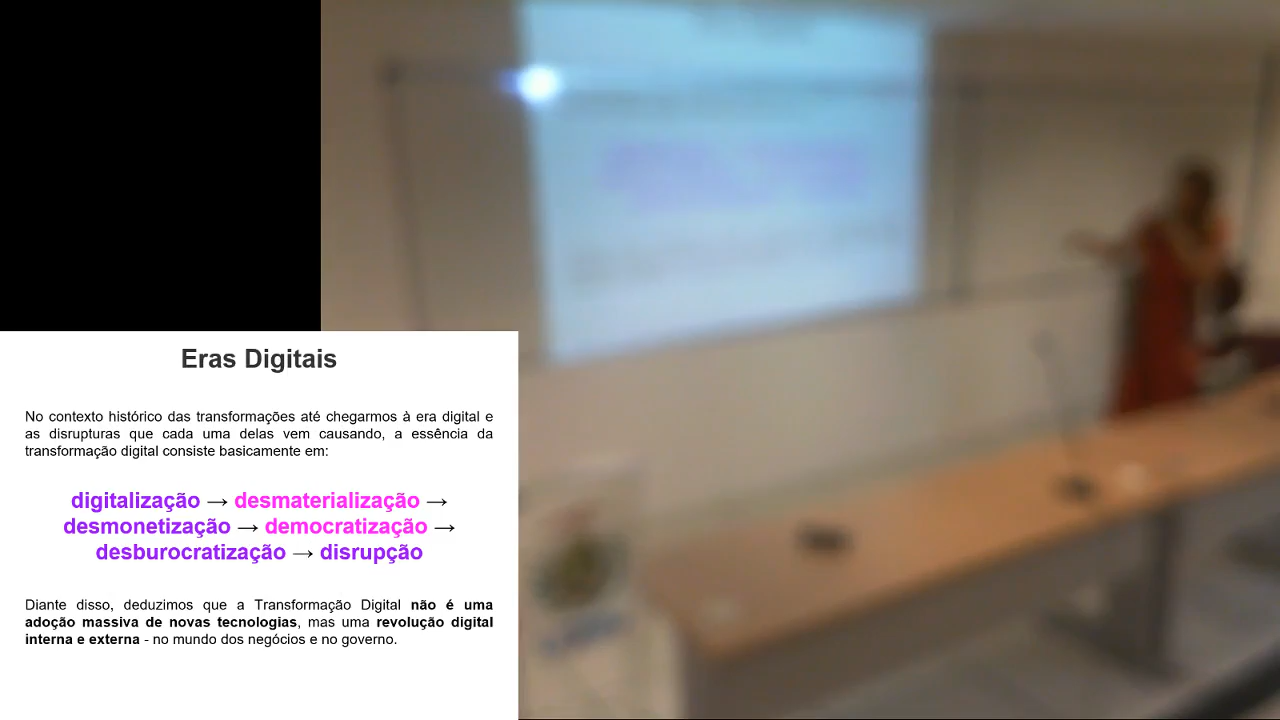 Eras Digitais
No contexto histórico das transformações até chegarmos à era digital e
as disrupturas que cada uma delas vem causando, a essência da
transformação digital consiste basicamente em:
digitalização → desmaterialização →
desmonetização → democratização →
desburocratização → disrupção
Diante disso, deduzimos que a Transformação Digital não é uma
adoção massiva de novas tecnologias, mas uma revolução digital
interna e externa - no mundo dos negócios e no governo.